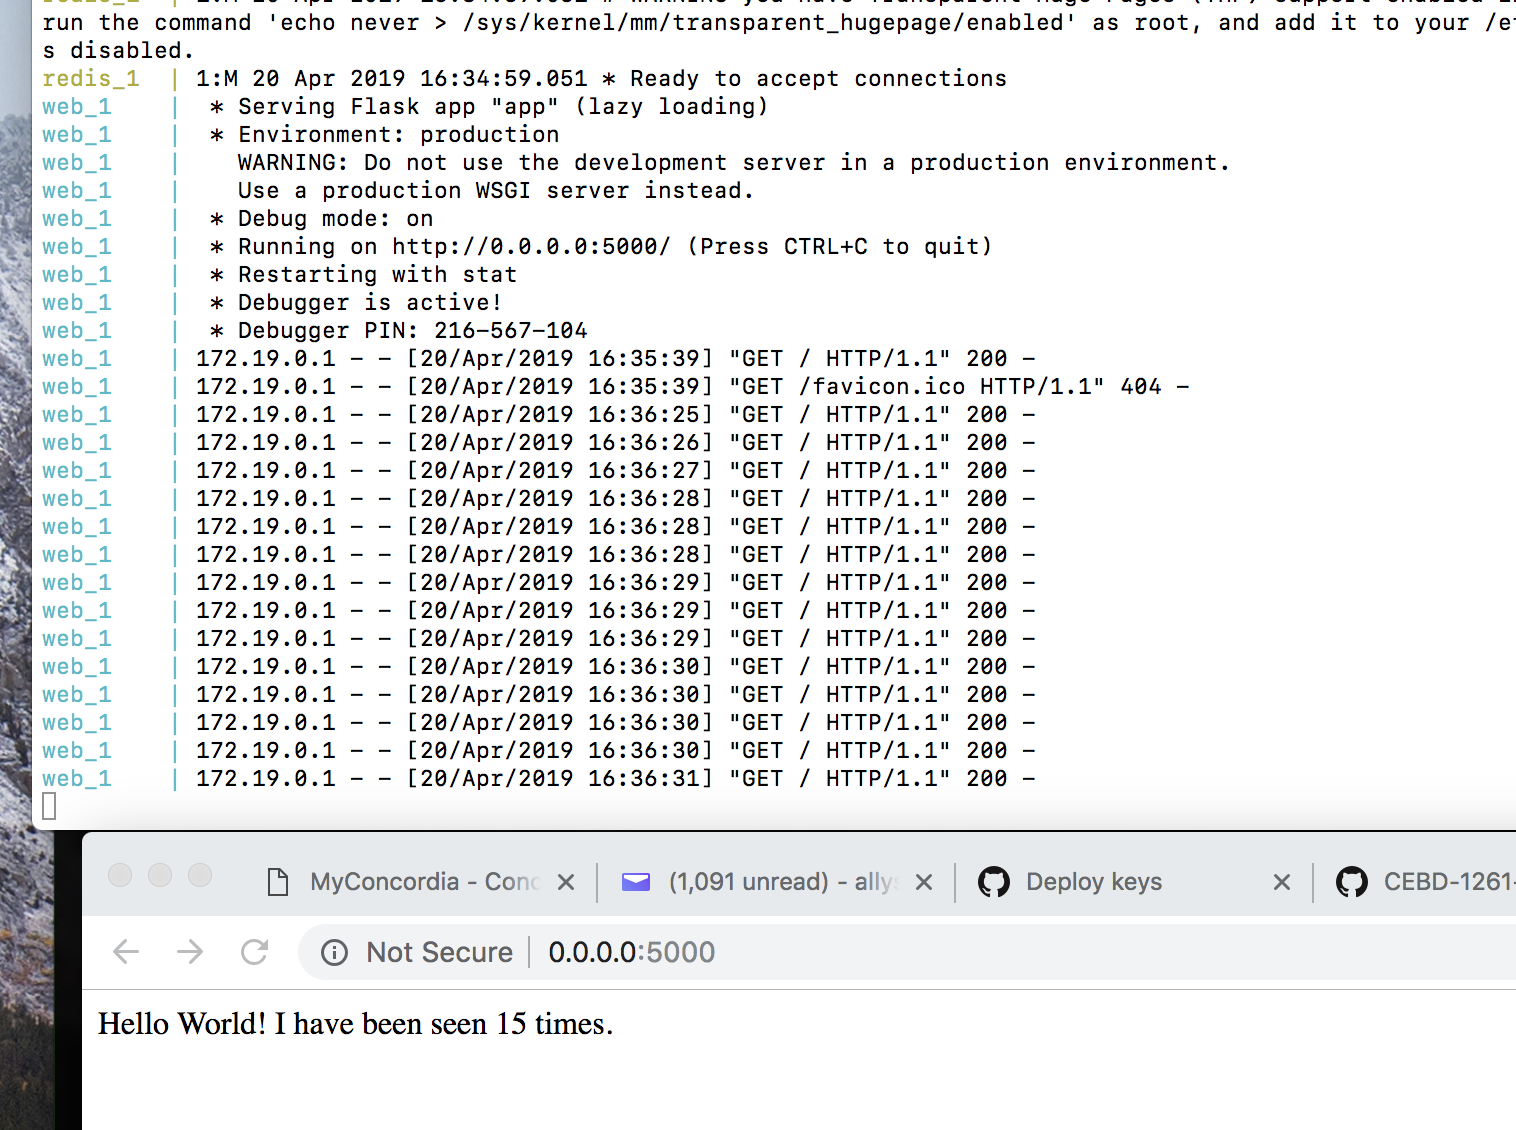 run the command 'echo never > /sys/kernel/mm/transparent_hugepage/enabled' as root, and add it to your
s disabled.
redis_1 | 1:M 20 Apr 2019 16:34:59.051 * Ready to accept connections
web_1 | * Serving Flask app "app" (lazy loading)
web_1 | * Environment: production
web_1 | WARNING: Do not use the development server in a production environment.
web_1 | Use a production WSGI server instead.
web_1 | * Debug mode: on
web_1 | * Running on http://0.0.0.0:5000/ (Press CTRL+C to quit)
web_1 | * Restarting with stat
web_1 | * Debugger is active!
web_1 | * Debugger PIN: 216-567-104
web_1 | 172.19.0.1 - - [20/Apr/2019 16:35:39] "GET / HTTP/1.1" 200 -
web_1 | 172.19.0.1 - - [20/Apr/2019 16:35:39] "GET /favicon.ico HTTP/1.1" 404 -
web_1 | 172.19.0.1 - - [20/Apr/2019 16:36:25] "GET / HTTP/1.1" 200 -
web_1 | 172.19.0.1 - - [20/Apr/2019 16:36:26] "GET / HTTP/1.1" 200 -
web_1 | 172.19.0.1 - - [20/Apr/2019 16:36:27] "GET / HTTP/1.1" 200 -
web_1 | 172.19.0.1 - - [20/Apr/2019 16:36:28] "GET / HTTP/1.1" 200 -
web_1 | 172.19.0.1 - - [20/Apr/2019 16:36:28] "GET / HTTP/1.1" 200 -
web_1 | 172.19.0.1 - - [20/Apr/2019 16:36:28] "GET / HTTP/1.1" 200 -
web_1 | 172.19.0.1 - - [20/Apr/2019 16:36:29] "GET / HTTP/1.1" 200 -
web_1 | 172.19.0.1 - - [20/Apr/2019 16:36:29] "GET / HTTP/1.1" 200 -
web_1 | 172.19.0.1 - - [20/Apr/2019 16:36:29] "GET / HTTP/1.1" 200 -
web_1 | 172.19.0.1 - - [20/Apr/2019 16:36:30] "GET / HTTP/1.1" 200 -
web_1 | 172.19.0.1 - - [20/Apr/2019 16:36:30] "GET / HTTP/1.1" 200 -
web_1 | 172.19.0.1 - - [20/Apr/2019 16:36:30] "GET / HTTP/1.1" 200 -
web_1 | 172.19.0.1 - - [20/Apr/2019 16:36:30] "GET / HTTP/1.1" 200 -
web_1 | 172.19.0.1 - - [20/Apr/2019 16:36:31] "GET / HTTP/1.1" 200 -
MyConcordia - Conc (1,091 unread) - allys Deploy keys CEBD-1261-
Not Secure | 0.0.0.0:5000
Hello World! I have been seen 15 times.